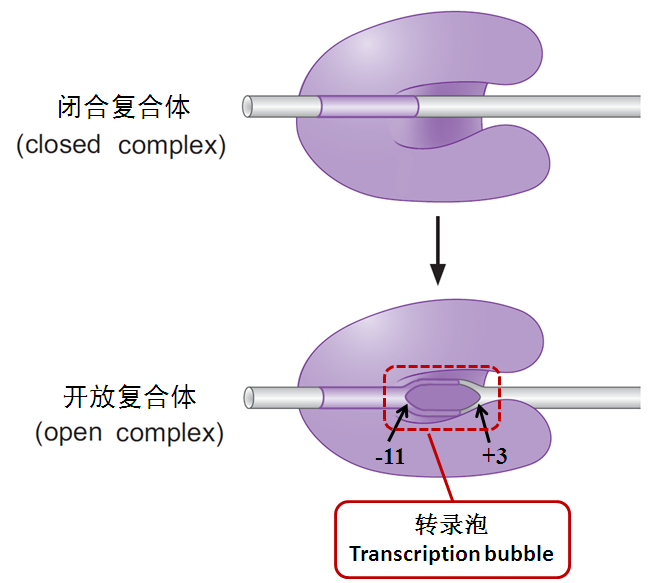 闭合复合体
(closed complex)
开放复合体
(open complex)
-11
+3
转录泡
Transcription bubble